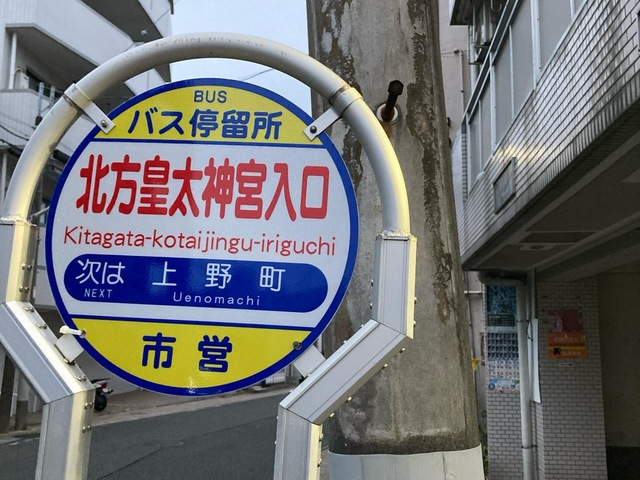 BUS
バス停留所
北方皇太神宮入口
Kitagata-kotaijingu-iriguchi
次は 上野町
NEXT Uenomachi
市営